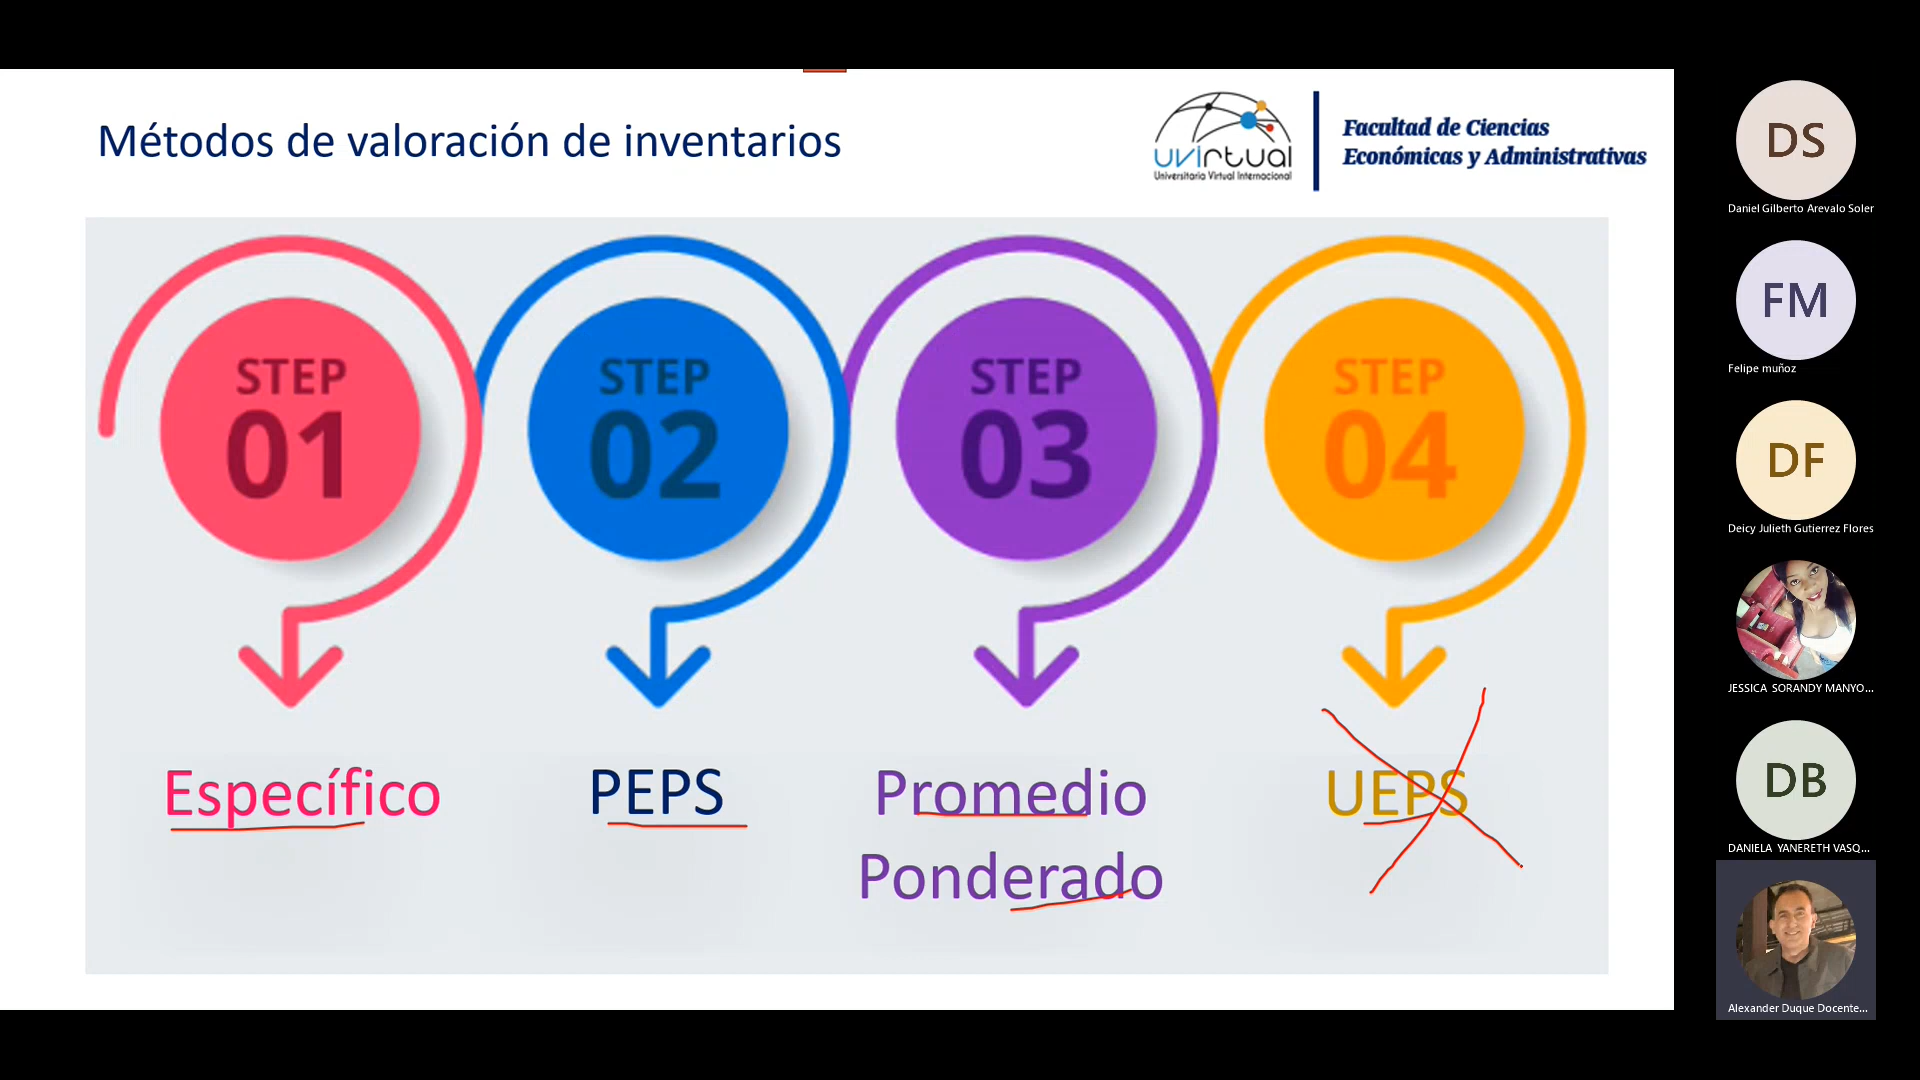 Métodos de valoración de inventarios
uvirtual
Universitaria Virtual Internacional
Facultad de Ciencias
Económicas y Administrativas
STEP
01
STEP
02
STEP
03
STEP
04
Específico
PEPS
Promedio
Ponderado
UEPS
DS
Daniel Gilberto Arevalo Soler
FM
Felipe muñoz
DF
Deicy Julieth Gutierrez Flores
JESSICA SORANDY MANYO...
DB
DANIELA YANERETH VASQ...
Alexander Duque Docente...